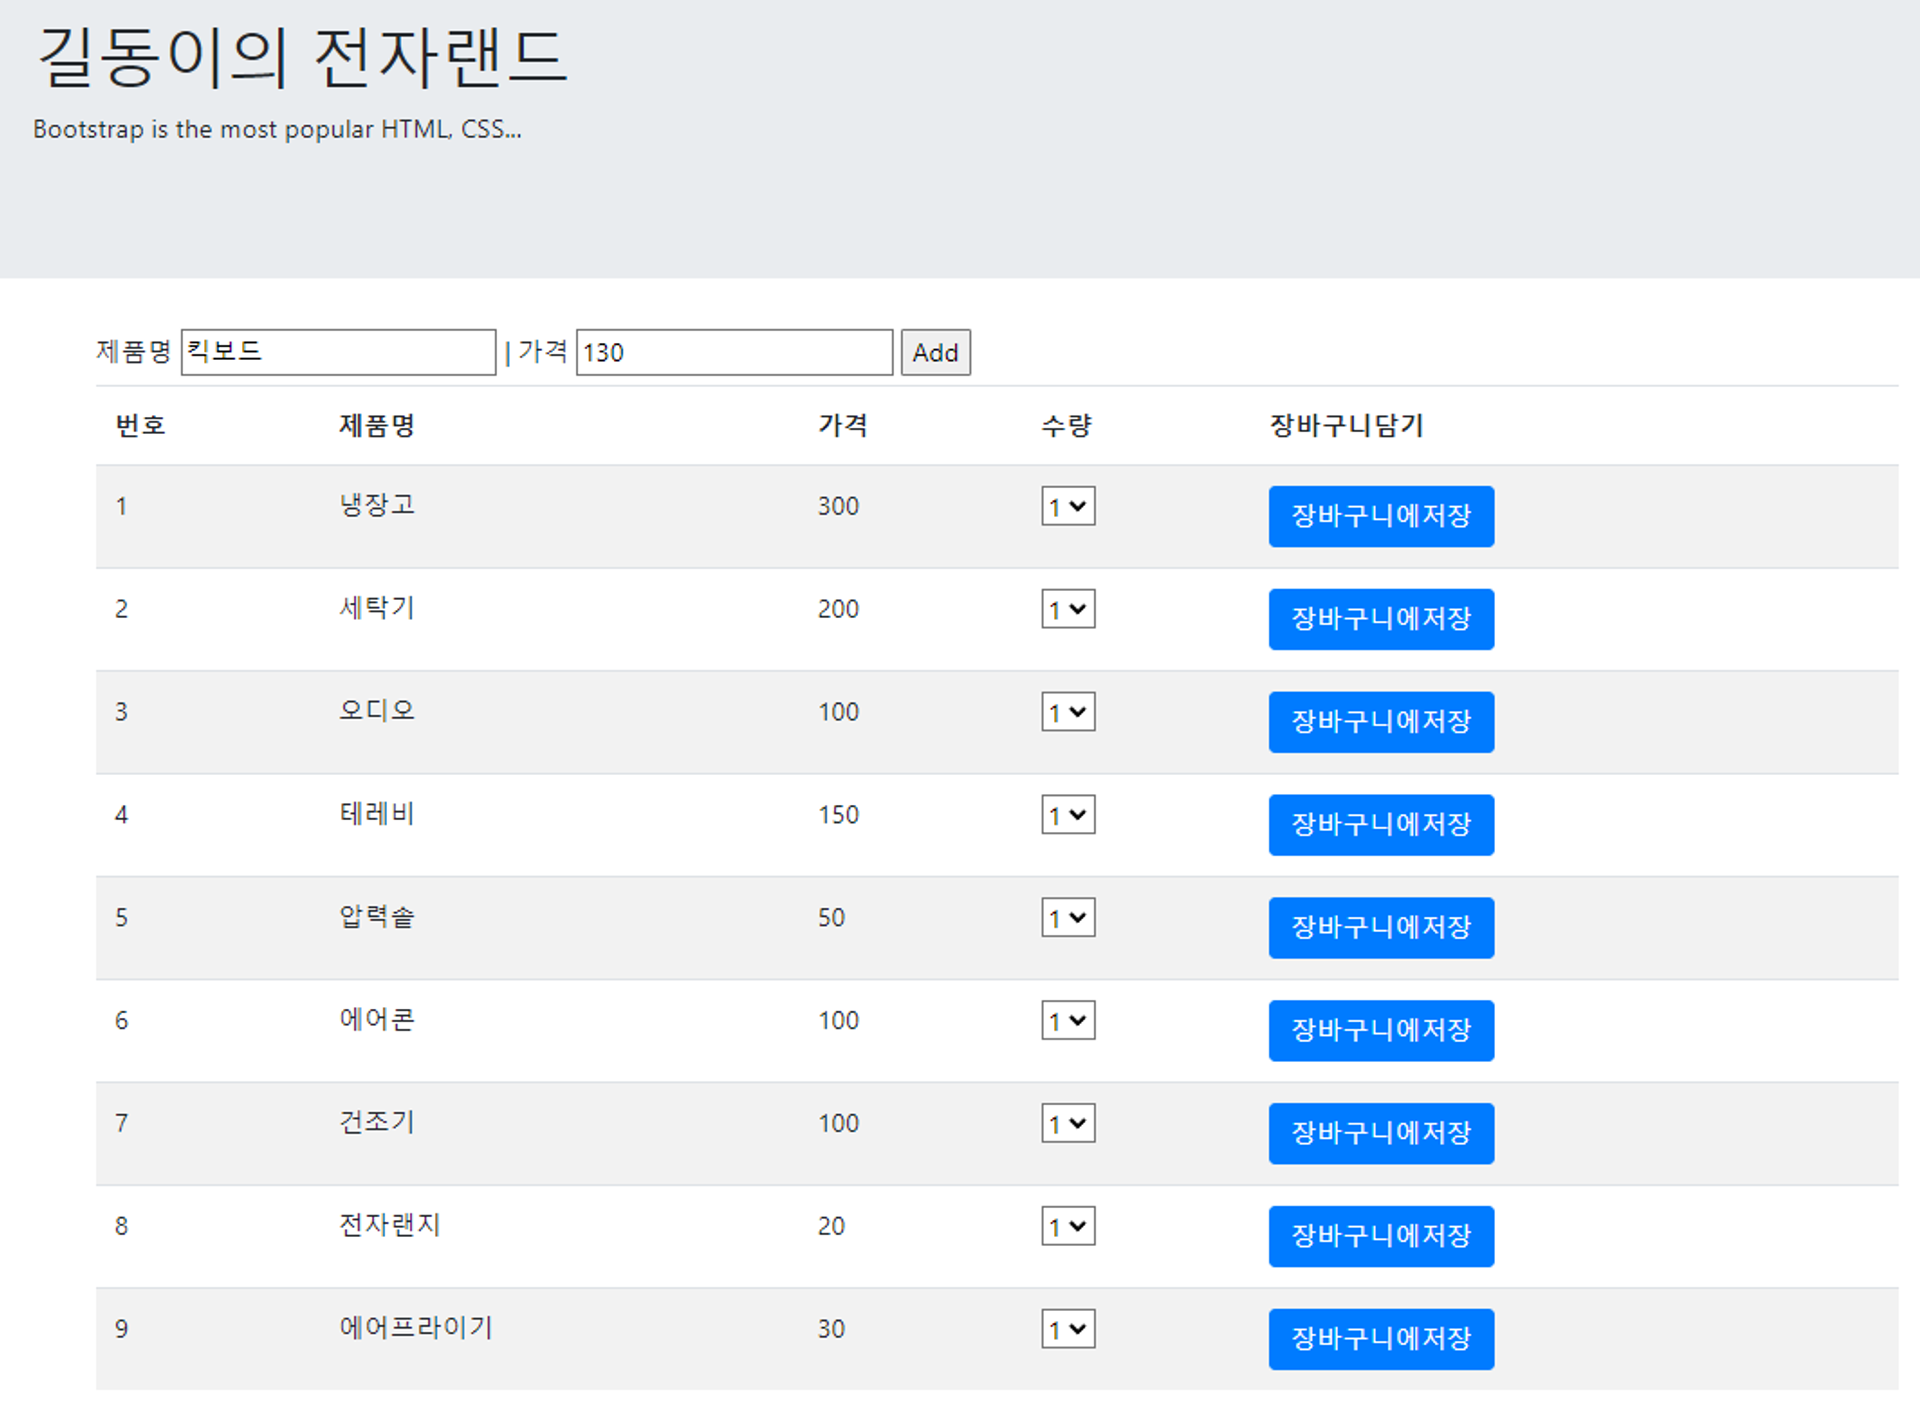 길동이의 전자랜드
Bootstrap is the most popular HTML, CSS...
제품명 킥보드 | 가격 130 Add
번호 제품명 가격 수량 장바구니담기
1 냉장고 300 1 장바구니에저장
2 세탁기 200 1 장바구니에저장
3 오디오 100 1 장바구니에저장
4 테레비 150 1 장바구니에저장
5 압력솥 50 1 장바구니에저장
6 에어콘 100 1 장바구니에저장
7 건조기 100 1 장바구니에저장
8 전자랜지 20 1 장바구니에저장
9 에어프라이기 30 1 장바구니에저장